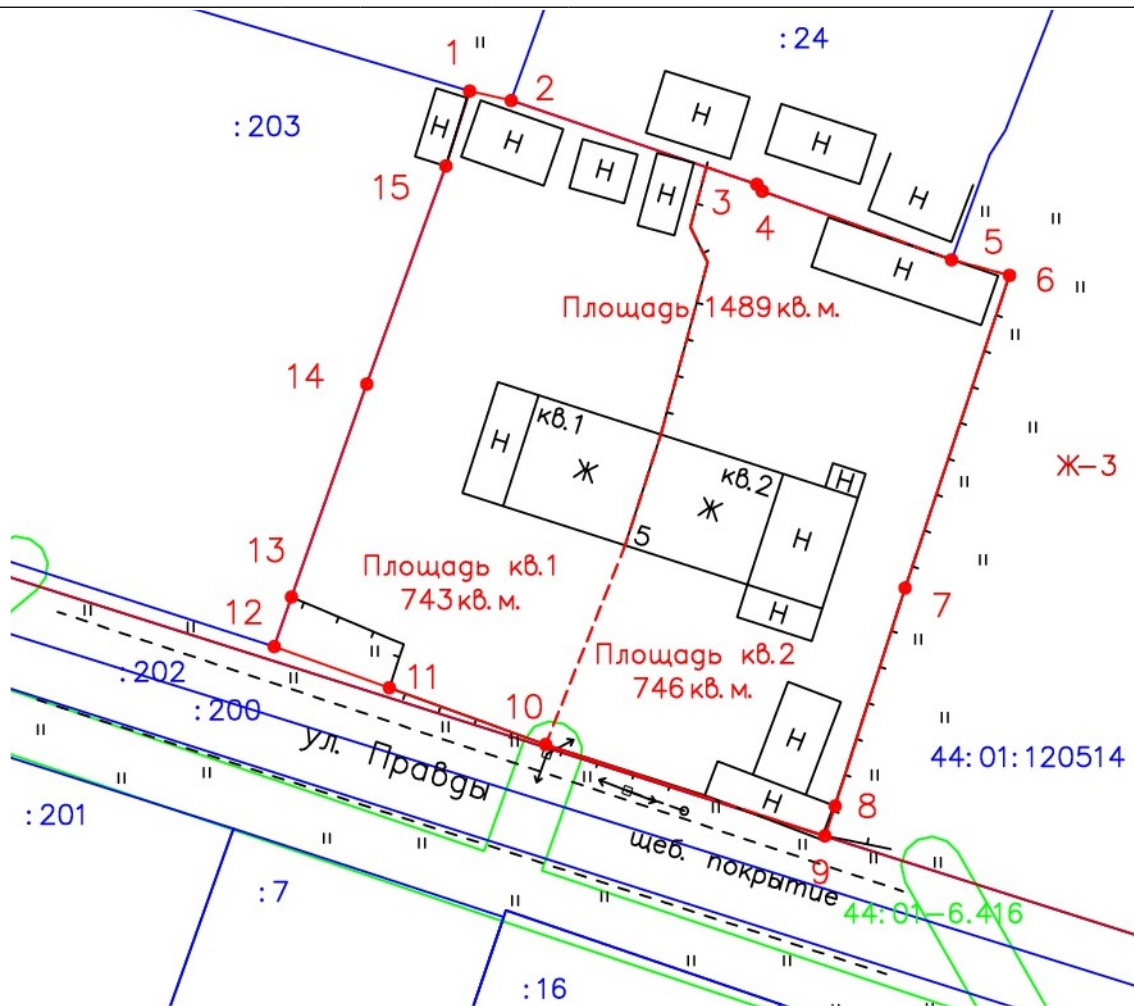 1
2
:24
:203
Н
Н
Н
Н
Н
Н
Н
15
3
4
5
6
Н
Площадь 1489 кв. м.
14
кв.1
Н
Ж
кв.2
Ж
Н
Н
Ж-3
5
13
Площадь кв.1
743 кв. м.
7
Н
12
Площадь кв.2
746 кв. м.
11
:202
10
:200
ул. Правды
Н
44:01:120514
8
Н
:201
щеб. покрытие
9
:7
44:01-6.416
:16